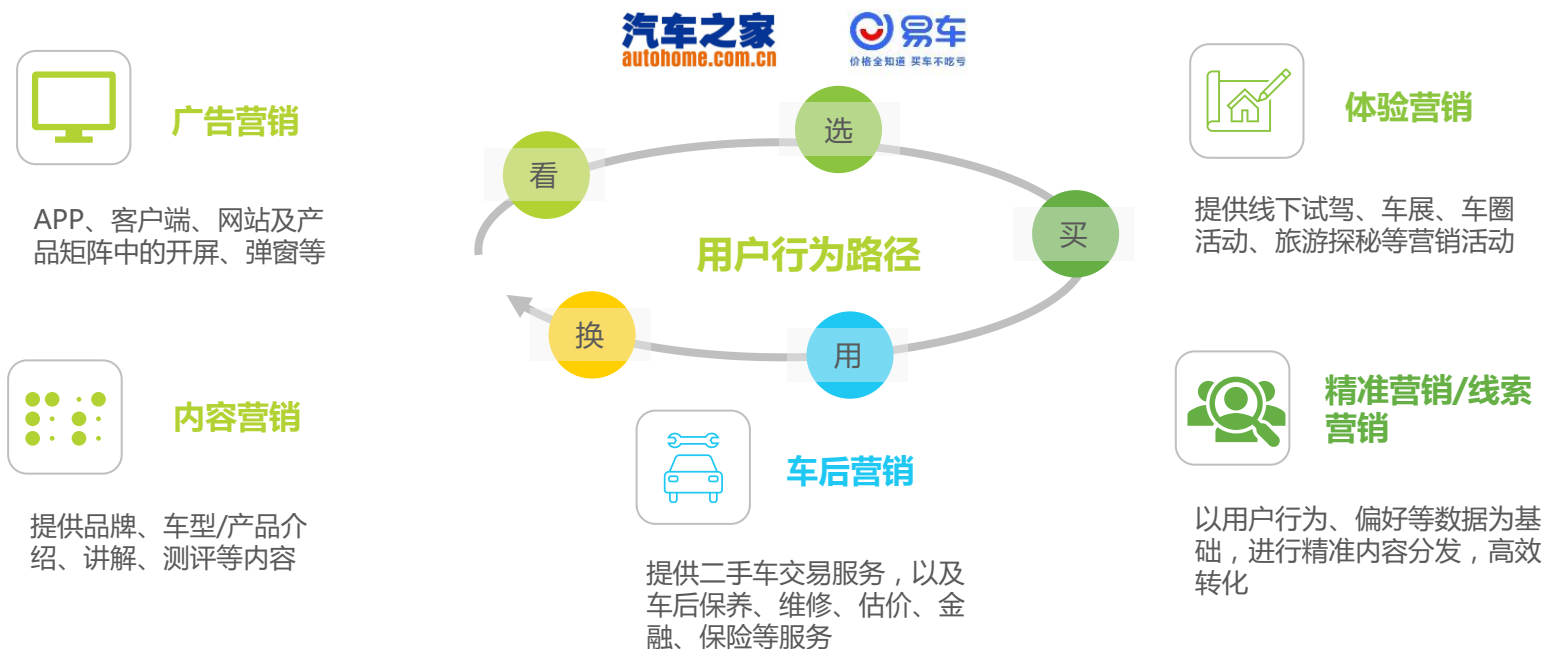 汽车之家
autohome.com.cn
易车
价格全知道 买车不吃亏
广告营销
APP、客户端、网站及产
品矩阵中的开屏、弹窗等
内容营销
提供品牌、车型/产品介
绍、讲解、测评等内容
看
选
买
用户行为路径
换
用
车后营销
提供二手车交易服务，以及
车后保养、维修、估价、金
融、保险等服务
体验营销
提供线下试驾、车展、车圈
活动、旅游探秘等营销活动
精准营销/线索
营销
以用户行为、偏好等数据为基
础，进行精准内容分发，高效
转化